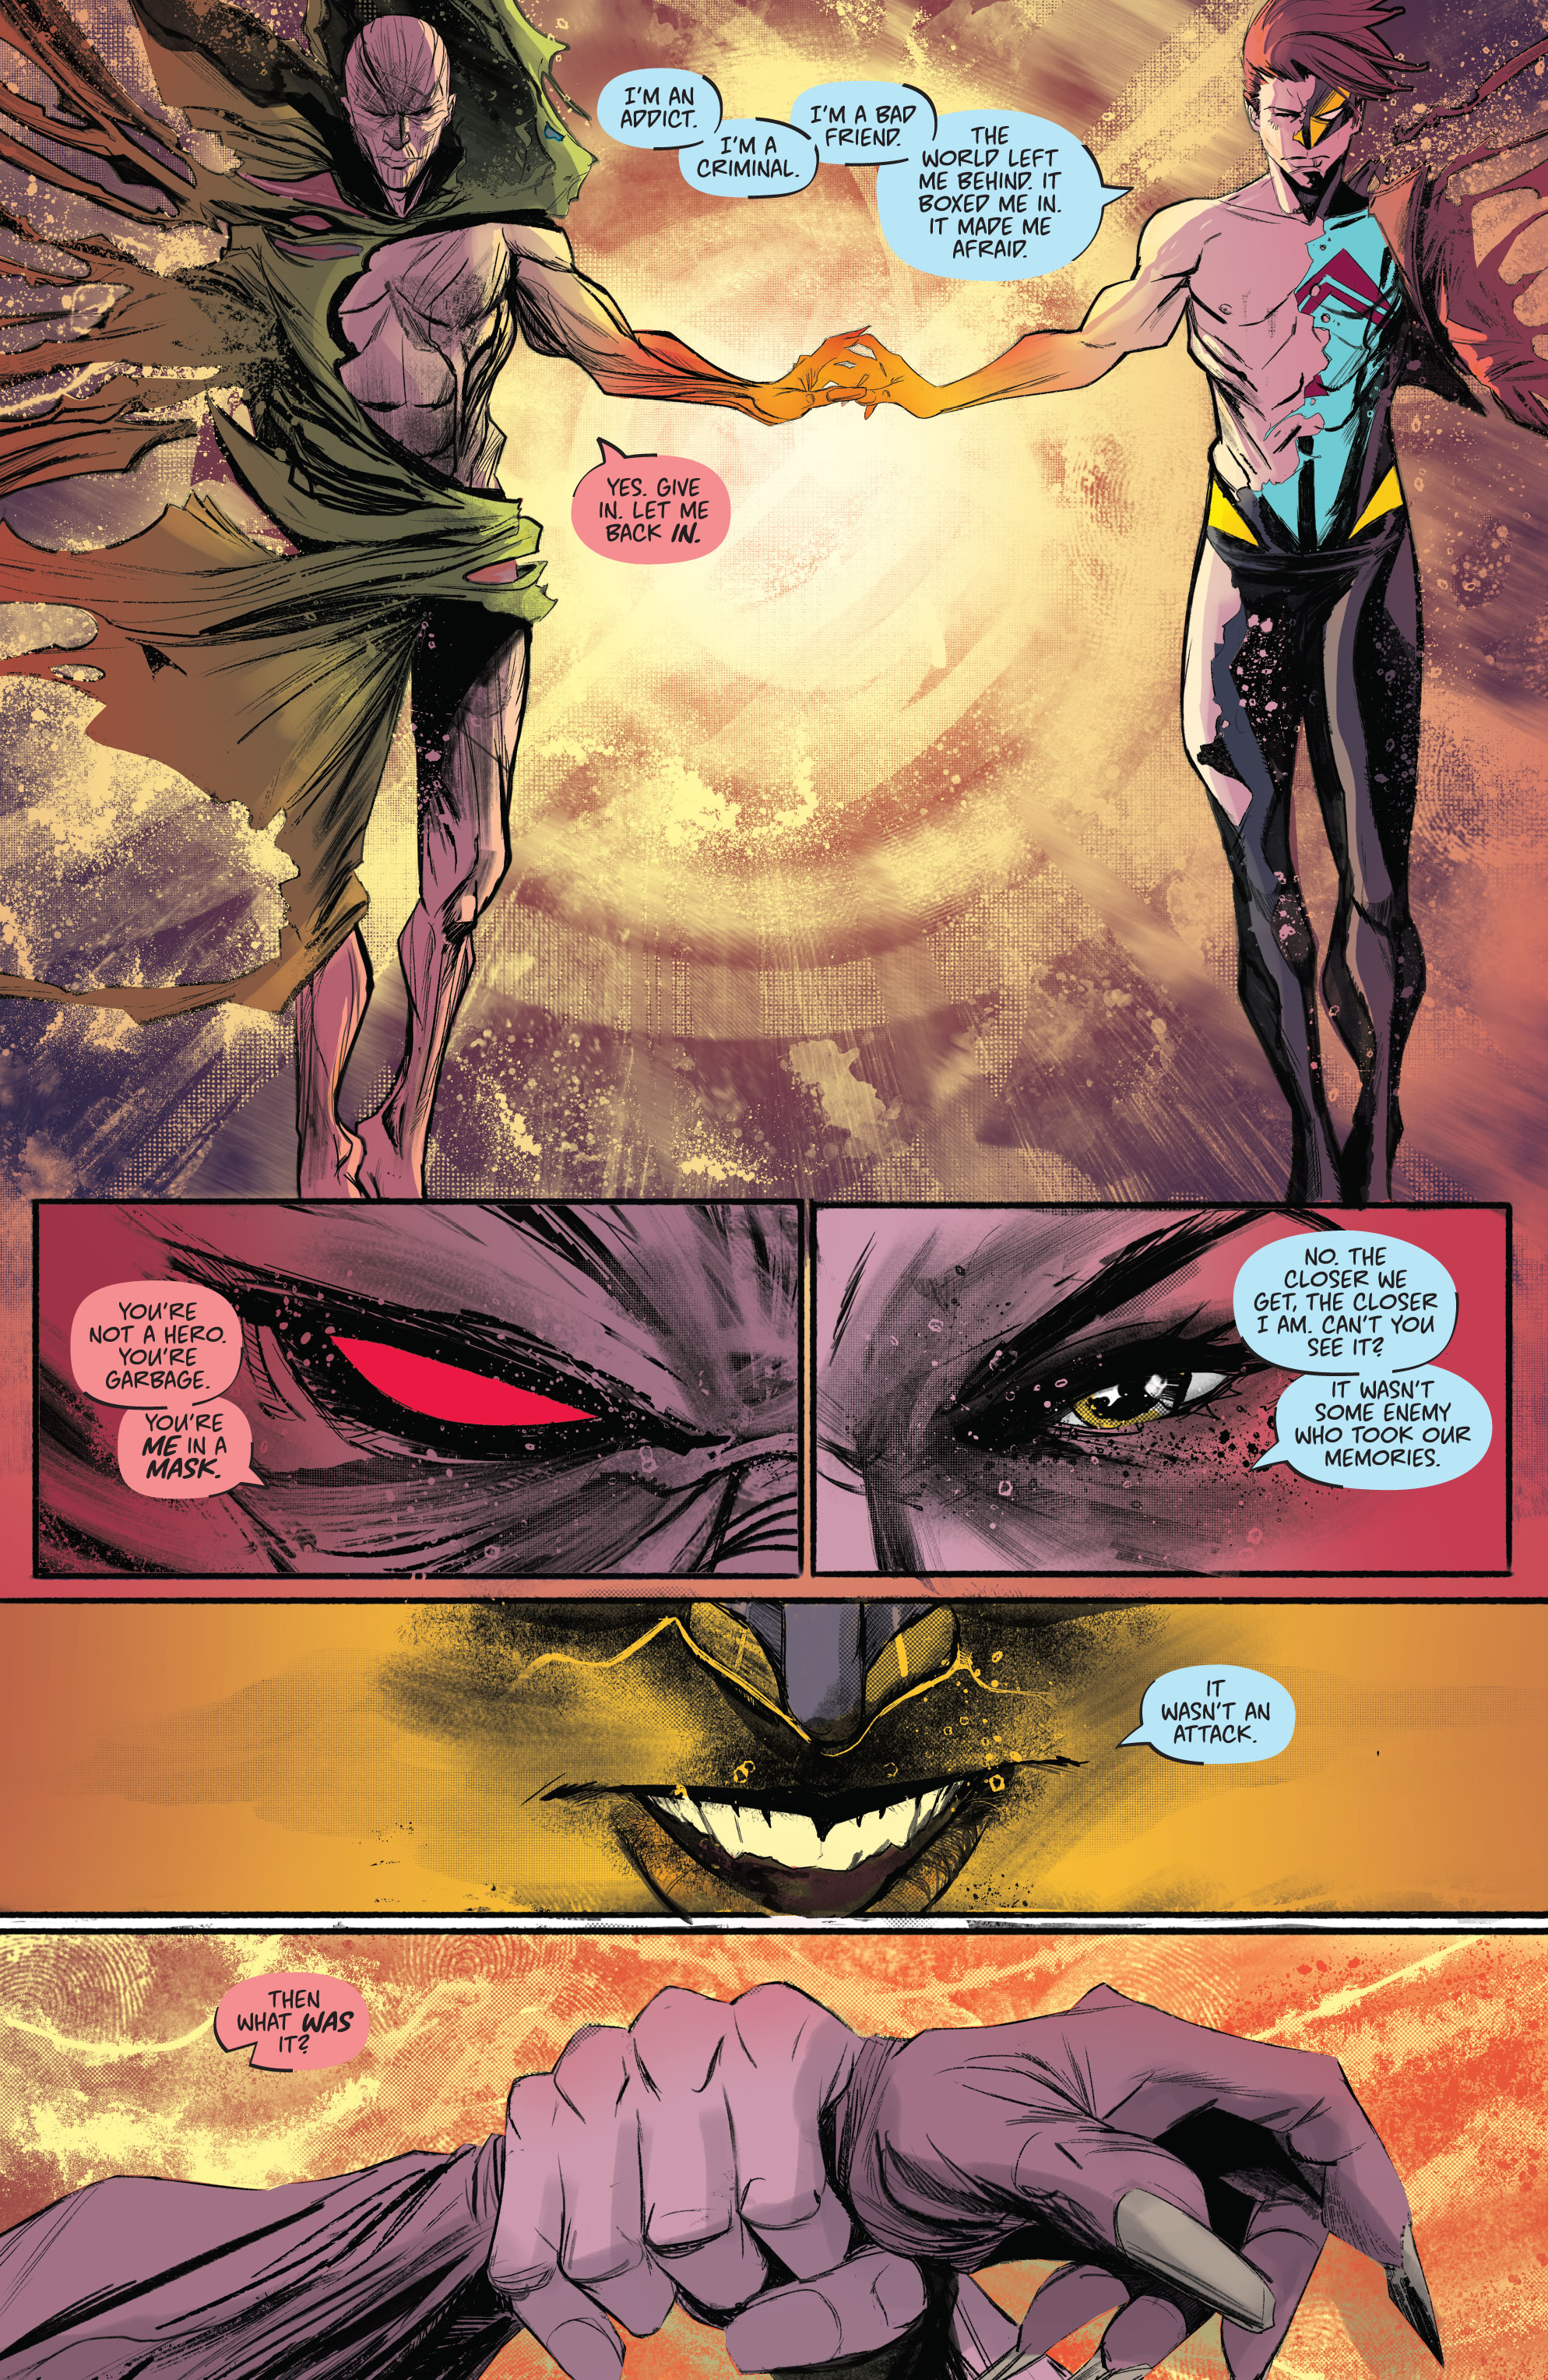 I'M AN
ADDICT.
I'M A
CRIMINAL.
I'M A BAD
FRIEND.
THE
WORLD LEFT
ME BEHIND. IT
BOXED ME IN.
IT MADE ME
AFRAID.
YES. GIVE
IN. LET ME
BACK IN.
YOU'RE
NOT A HERO.
YOU'RE
GARBAGE.
YOU'RE
ME IN A
MASK.
NO. THE
CLOSER WE
GET, THE CLOSER
I AM. CAN'T YOU
SEE IT?
IT WASN'T
SOME ENEMY
WHO TOOK OUR
MEMORIES.
IT
WASN'T AN
ATTACK.
THEN
WHAT WAS
IT?